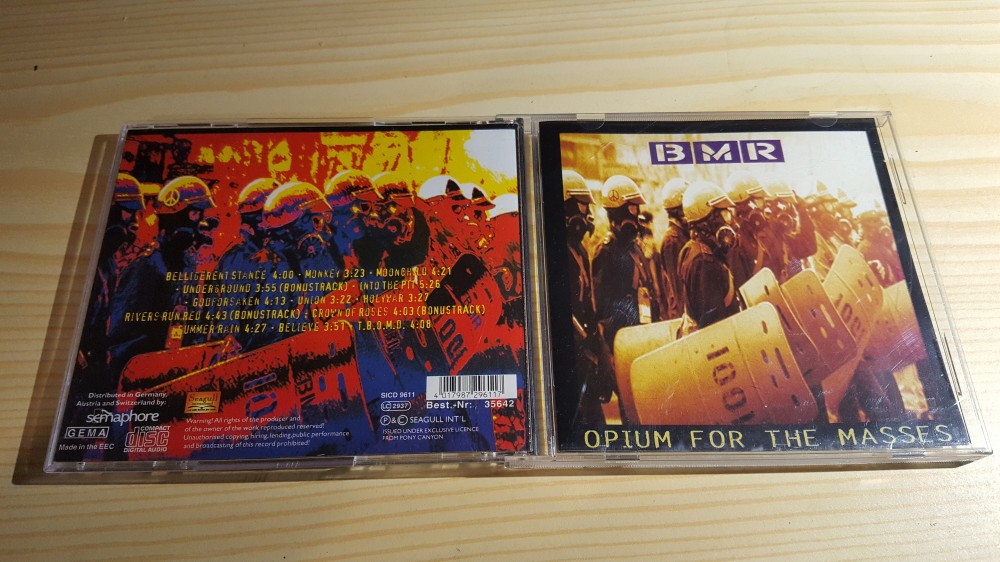 BELLIGERENT STANCE 4:00 • MONKEY 3:23 • MOONCHILD 4:21
• UNDERGROUND 3:55 (BONUSTRACK) • INTO THE PIT 5:26
GODFORSAKEN 4:13 • UNION 3:22 • HOLYWAR 3:27
RIVERS RUN RED 4:43 (BONUSTRACK) • CROWN OF ROSES 4:03 (BONUSTRACK)
SUMMER RAIN 4:27 • BELIEVE 3:51 • T.B.O.M.D. 4:08
Distributed in Germany,
Austria and Switzerland by:
semaphore
GEMA
Made in the EEC
COMPACT
disc
DIGITAL AUDIO
Seagull
Warning! All rights of the producer and
of the owner of the work reproduced reserved!
Unauthorised copying, hiring, lending, public performance
and broadcasting of this record prohibited!
SICD 9611
LC 2937
4 017987 296117
Best.-Nr: 35642
P & C SEAGULL INT'L
ISSUED UNDER EXCLUSIVE LICENCE
FROM PONY CANYON
BMR
1001
OPIUM FOR THE MASSES